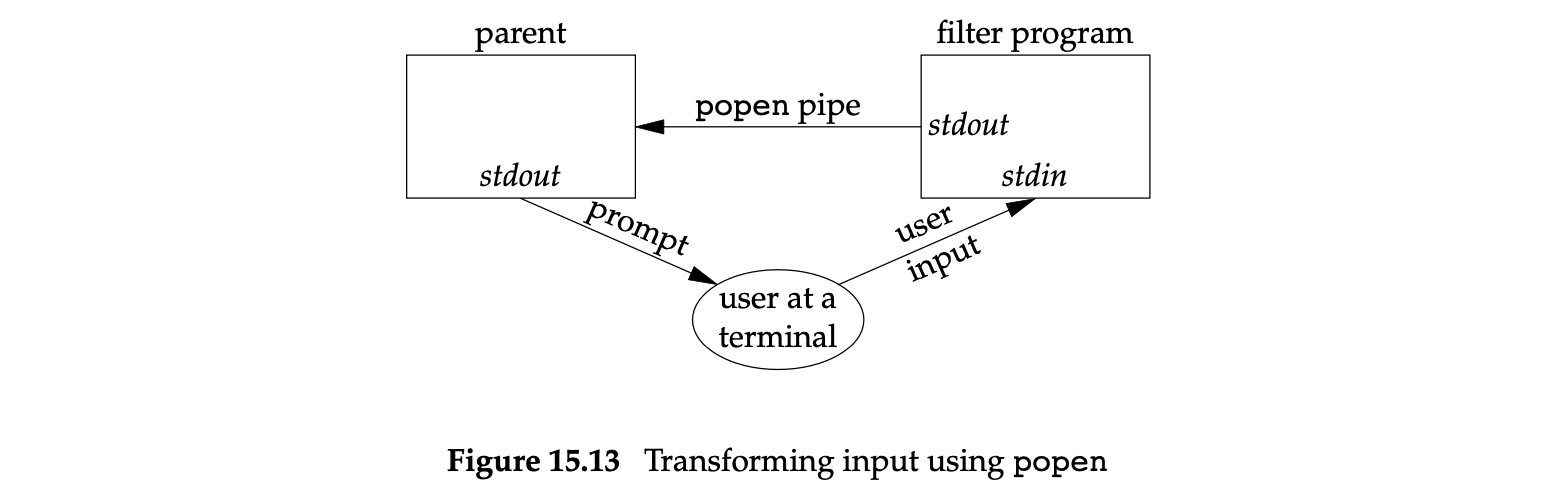 parent
filter program
popen pipe
stdout
stdout
stdin
prompt
user
input
user at a
terminal
Figure 15.13 Transforming input using popen